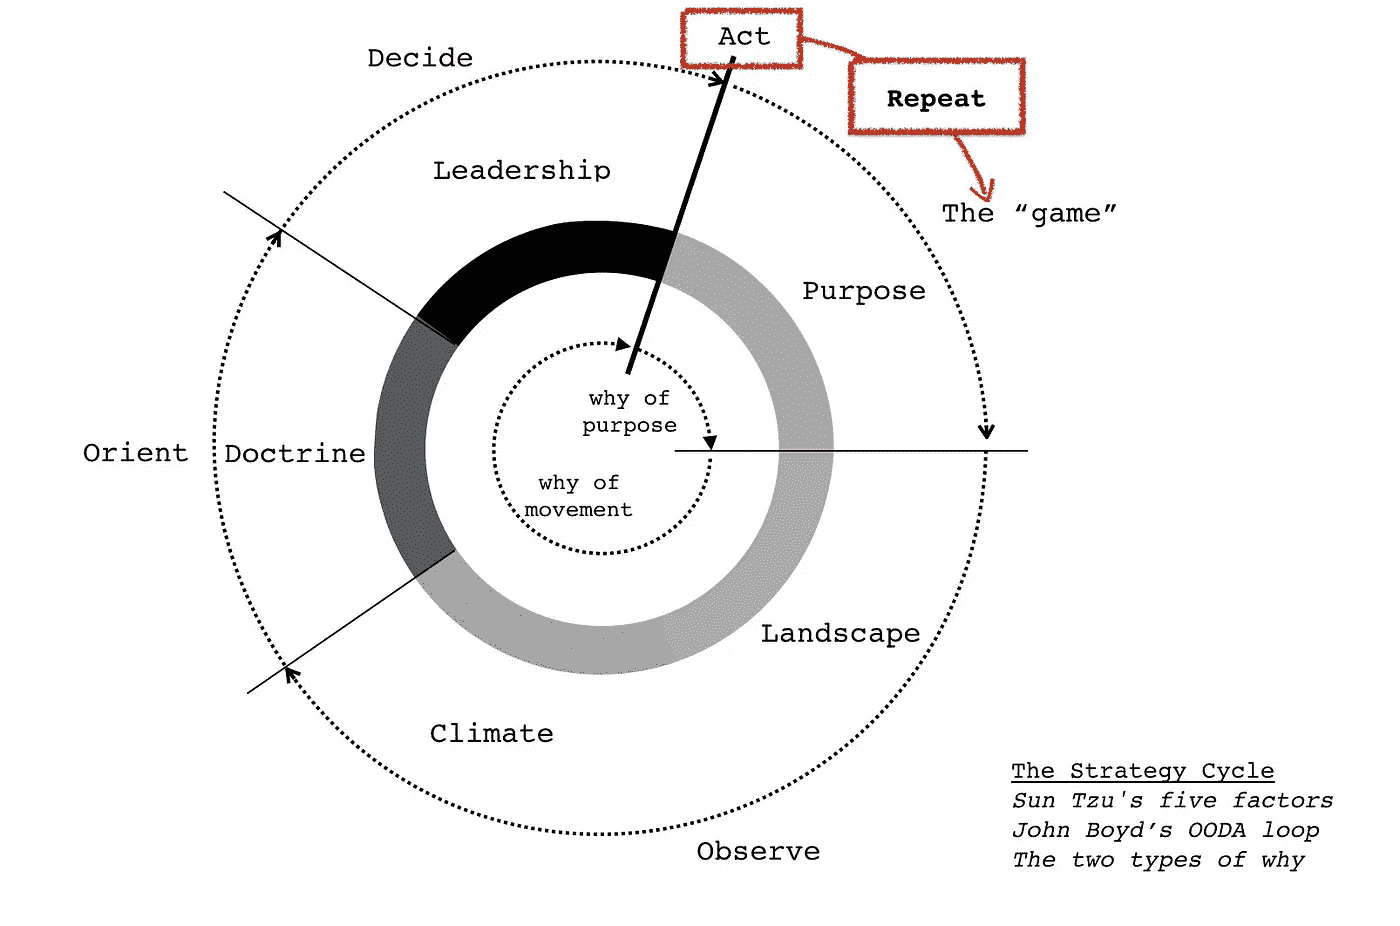 Act
Decide
Repeat
Leadership
The “game”
Purpose
why of
purpose
Orient
Doctrine
why of
movement
Landscape
Climate
Observe
The Strategy Cycle
Sun Tzu's five factors
John Boyd’s OODA loop
The two types of why